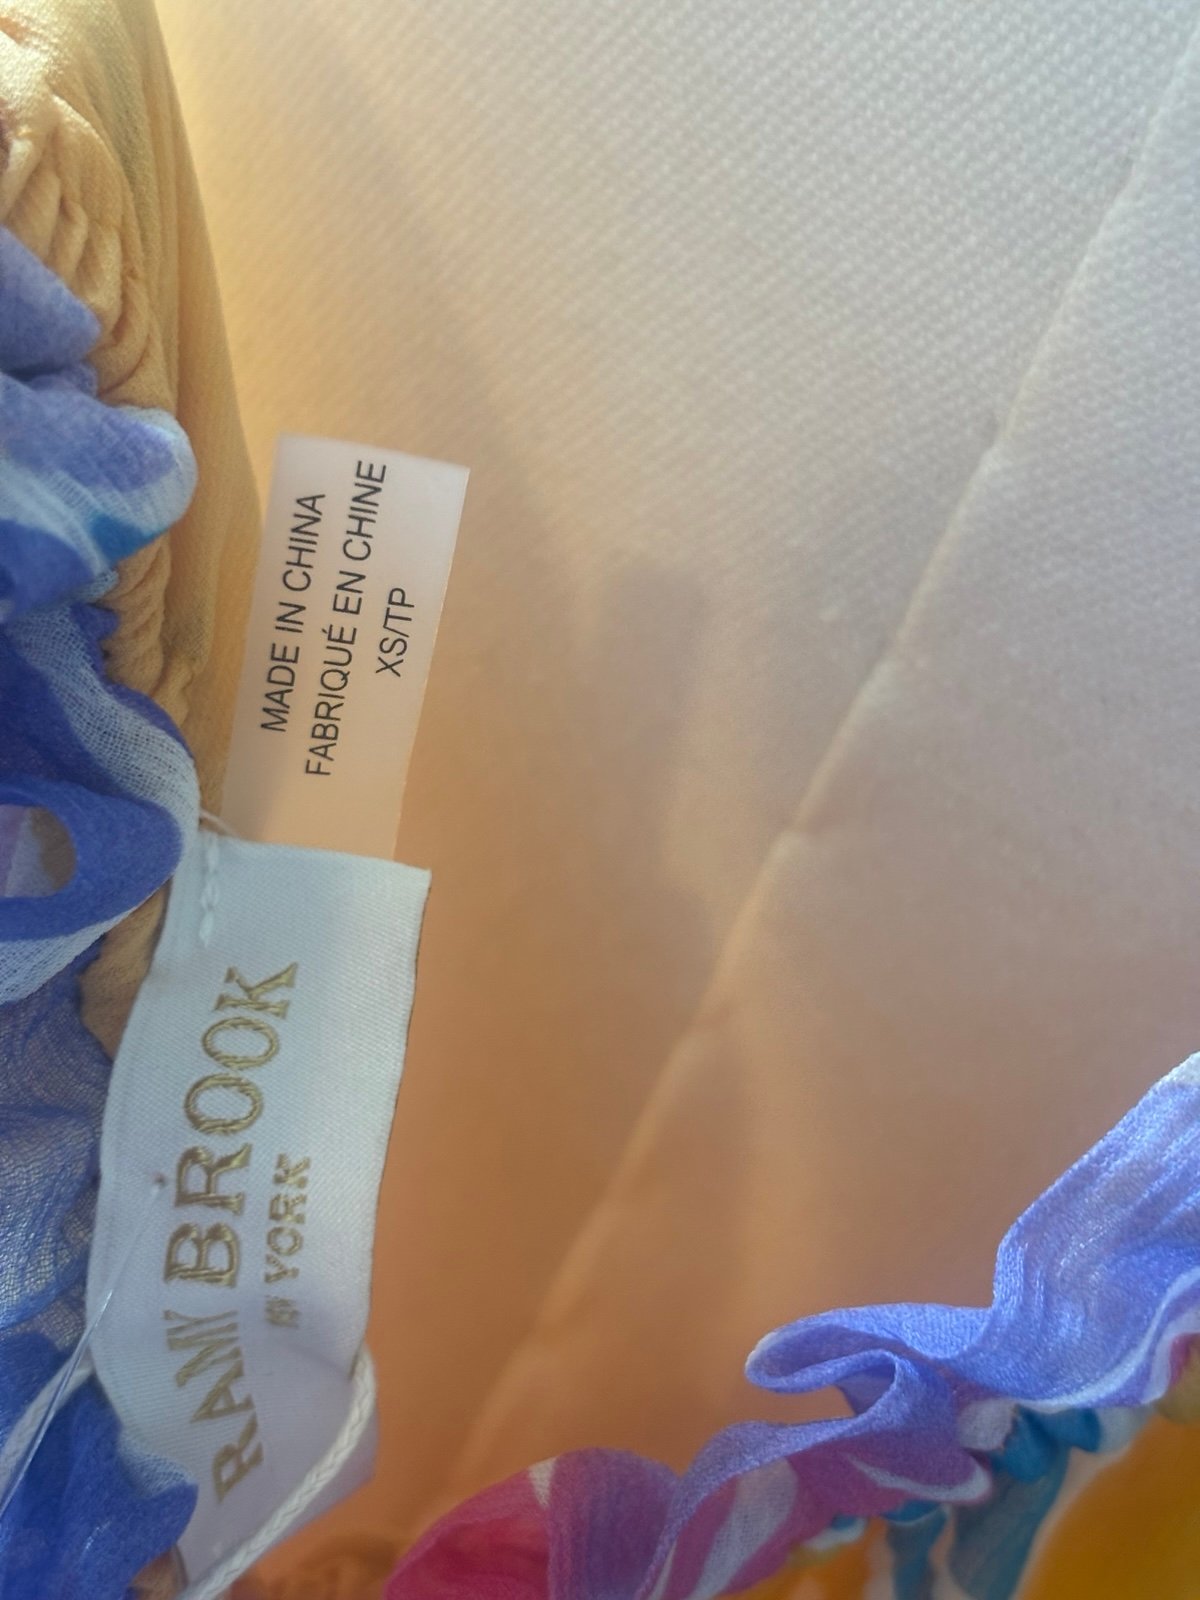 MADE IN CHINA
FABRIQUÉ EN CHINE
XS/TP
RAMY BROOK
YORK